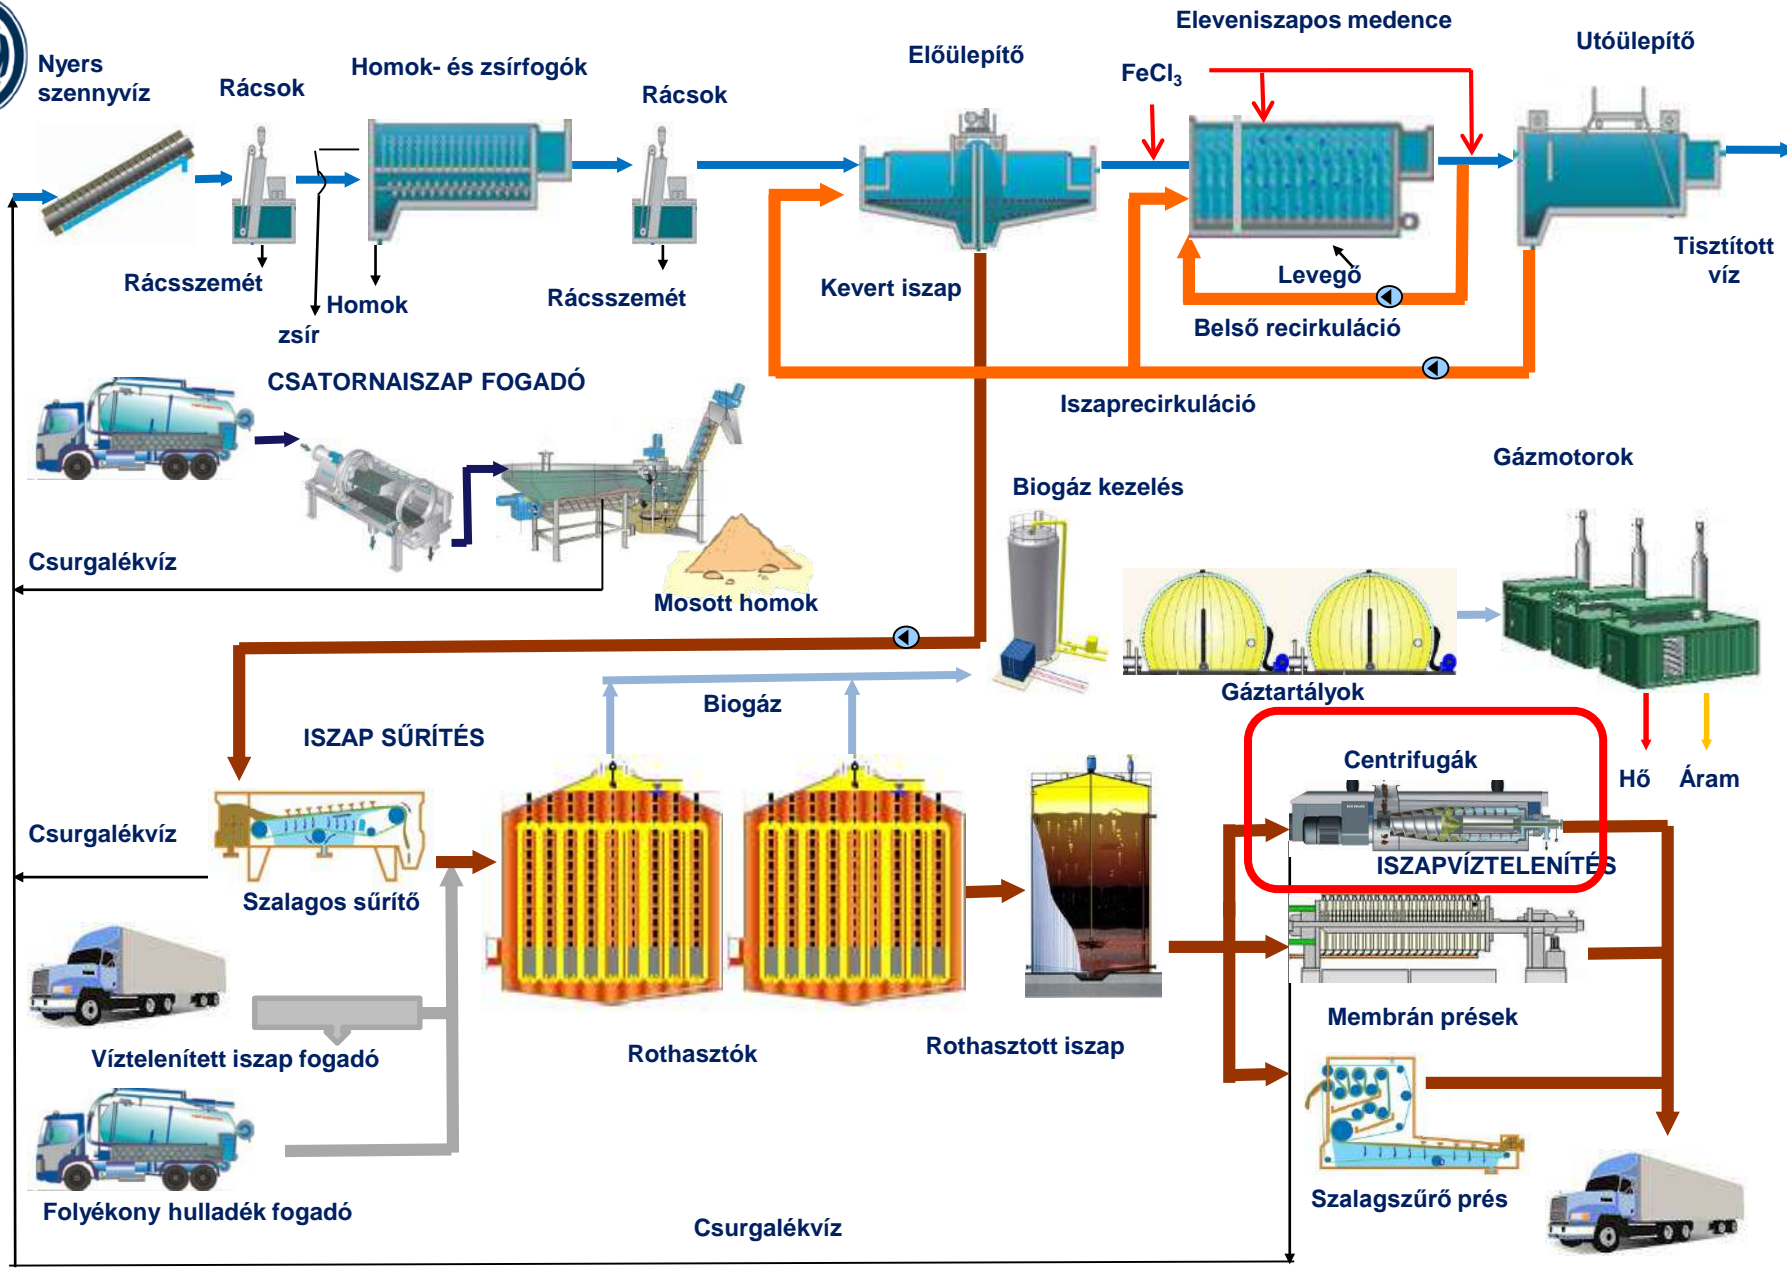 Eleveniszapos medence
Nyers
szennyvíz
Rácsok
Homok- és zsírfogók
Rácsok
Előülepítő
FeCl₃
Utóülepítő
Rácsszemét
Homok
zsír
Rácsszemét
Kevert iszap
Levegő
Belső recirkuláció
Tisztított
víz
CSATORNAISZAP FOGADÓ
Iszaprecirkuláció
Biogáz kezelés
Gázmotorok
Csurgalékvíz
Mosott homok
Gáztartályok
Biogáz
ISZAP SŰRÍTÉS
Centrifugák
Hő
Áram
Csurgalékvíz
ISZAPVÍZTELENÍTÉS
Szalagos sűrítő
Membrán prések
Víztelenített iszap fogadó
Rothasztók
Rothasztott iszap
Folyékony hulladék fogadó
Szalagszűrő prés
Csurgalékvíz